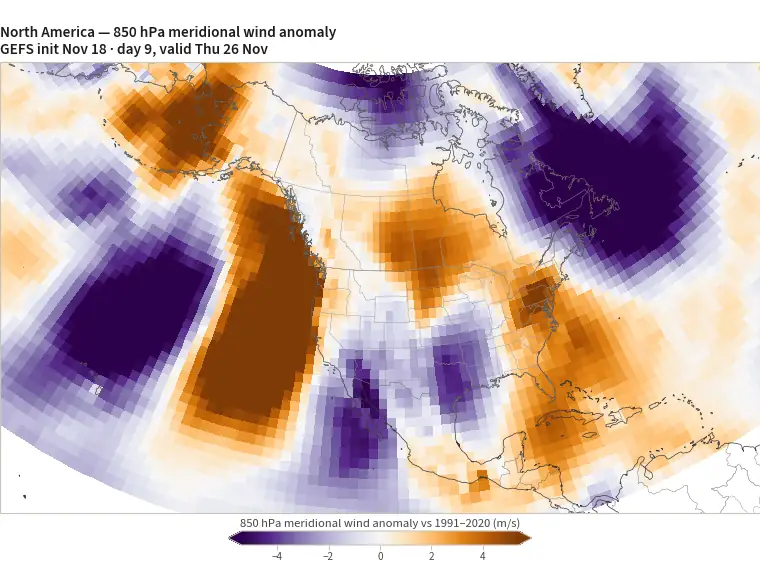 North America — 850 hPa meridional wind anomaly
GEFS init Nov 18 · day 9, valid Thu 26 Nov
850 hPa meridional wind anomaly vs 1991–2020 (m/s)
−4 −2 0 2 4